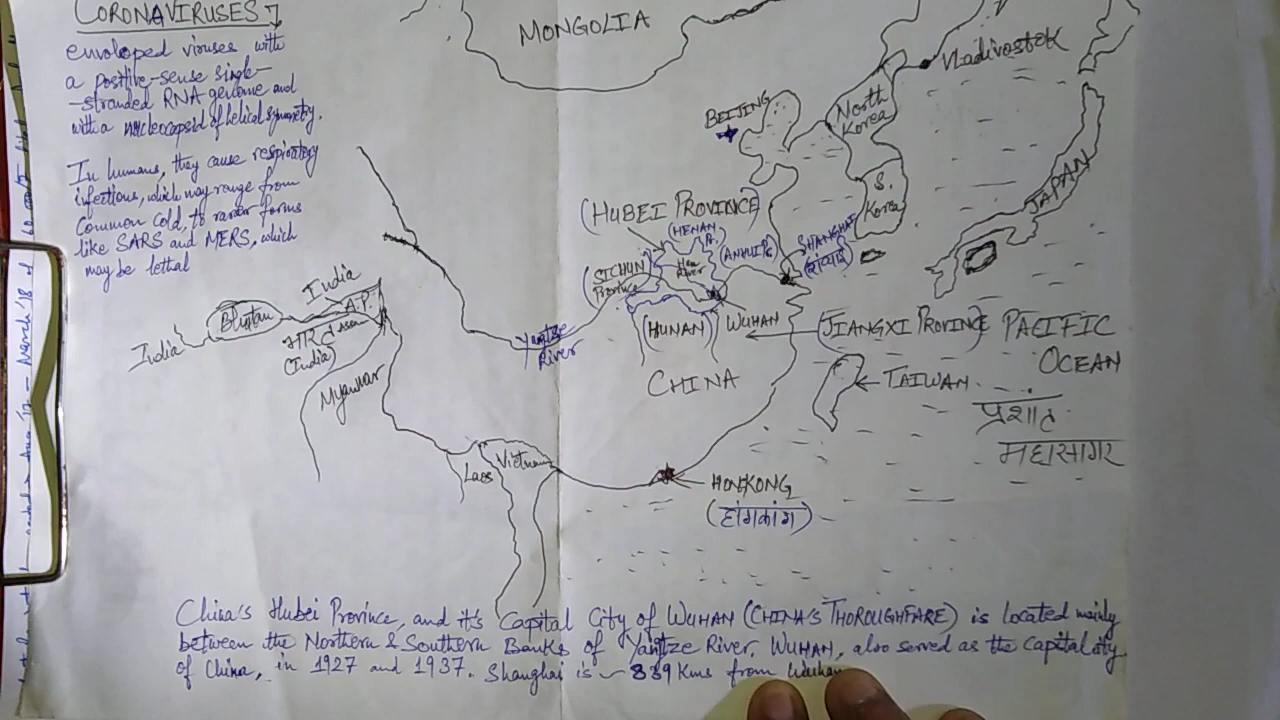 CORONAVIRUSES
enveloped viruses with
a positive-sense single-
-stranded RNA genome and
with a nucleocapsid of helical symmetry.
In humans, they cause respiratory
infections, which may range from
Common Cold, to rarer forms
like SARS and MERS, which
may be lethal
MONGOLIA
Vladivostok
BEIJING
North
Korea
S.
Korea
JAPAN
(HUBEI PROVINCE)
(HENAN
P.)
(ANHUI P.)
SHANGHAI
(SICHUN
Province)
Han
River
WUHAN
(HUNAN)
(JIANGXI PROVINCE)
PACIFIC
OCEAN
प्रशांत
महासागर
Yantze
River
CHINA
TAIWAN
India
A.P.
Bhutan
India
(India)
Myanmar
Laos
Vietnam
HONKONG
(हांगकांग)
China's Hubei Province, and it's Capital City of WUHAN (CHINA'S THOROUGHFARE) is located mainly
between the Northern & Southern Banks of Yantze River. WUHAN, also served as the capital city
of China, in 1927 and 1937. Shanghai is ~ 839 Kms from Wuhan